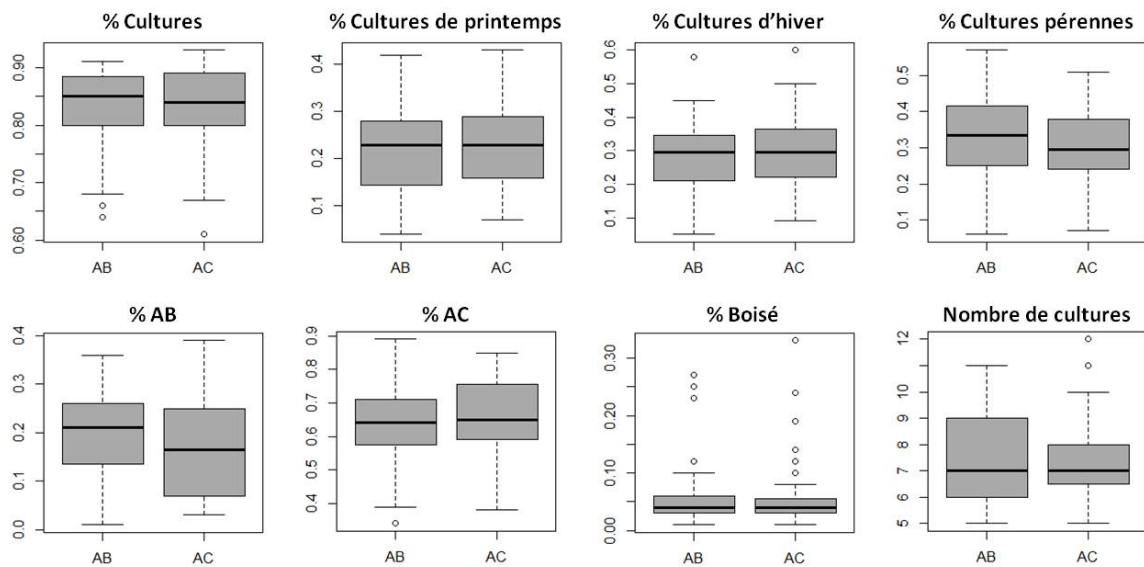 % Cultures
% Cultures de printemps
% Cultures d’hiver
% Cultures pérennes
0.60 0.70 0.80 0.90
0.1 0.2 0.3 0.4
0.1 0.2 0.3 0.4 0.5 0.6
0.1 0.2 0.3 0.4 0.5
AB AC
AB AC
AB AC
AB AC
% AB
% AC
% Boisé
Nombre de cultures
0.0 0.1 0.2 0.3 0.4
0.4 0.5 0.6 0.7 0.8 0.9
0.00 0.10 0.20 0.30
5 6 7 8 9 10 11 12
AB AC
AB AC
AB AC
AB AC